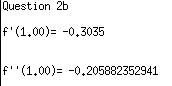 Question 2b
f'(1.00)= -0.3035
f''(1.00)= -0.205882352941